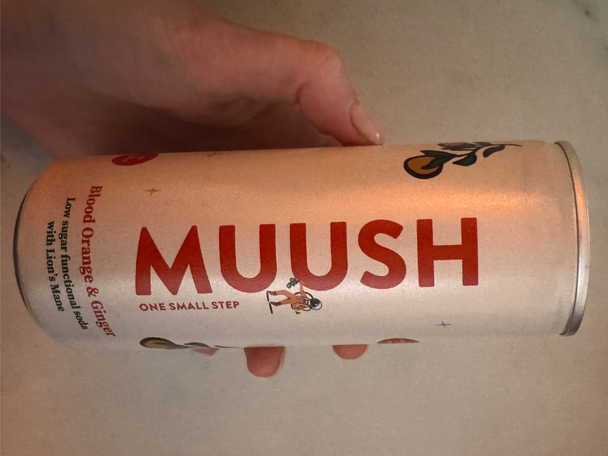 MUUSH
ONE SMALL STEP
Blood Orange & Ginger
Low sugar functional soda
with Lion's Mane